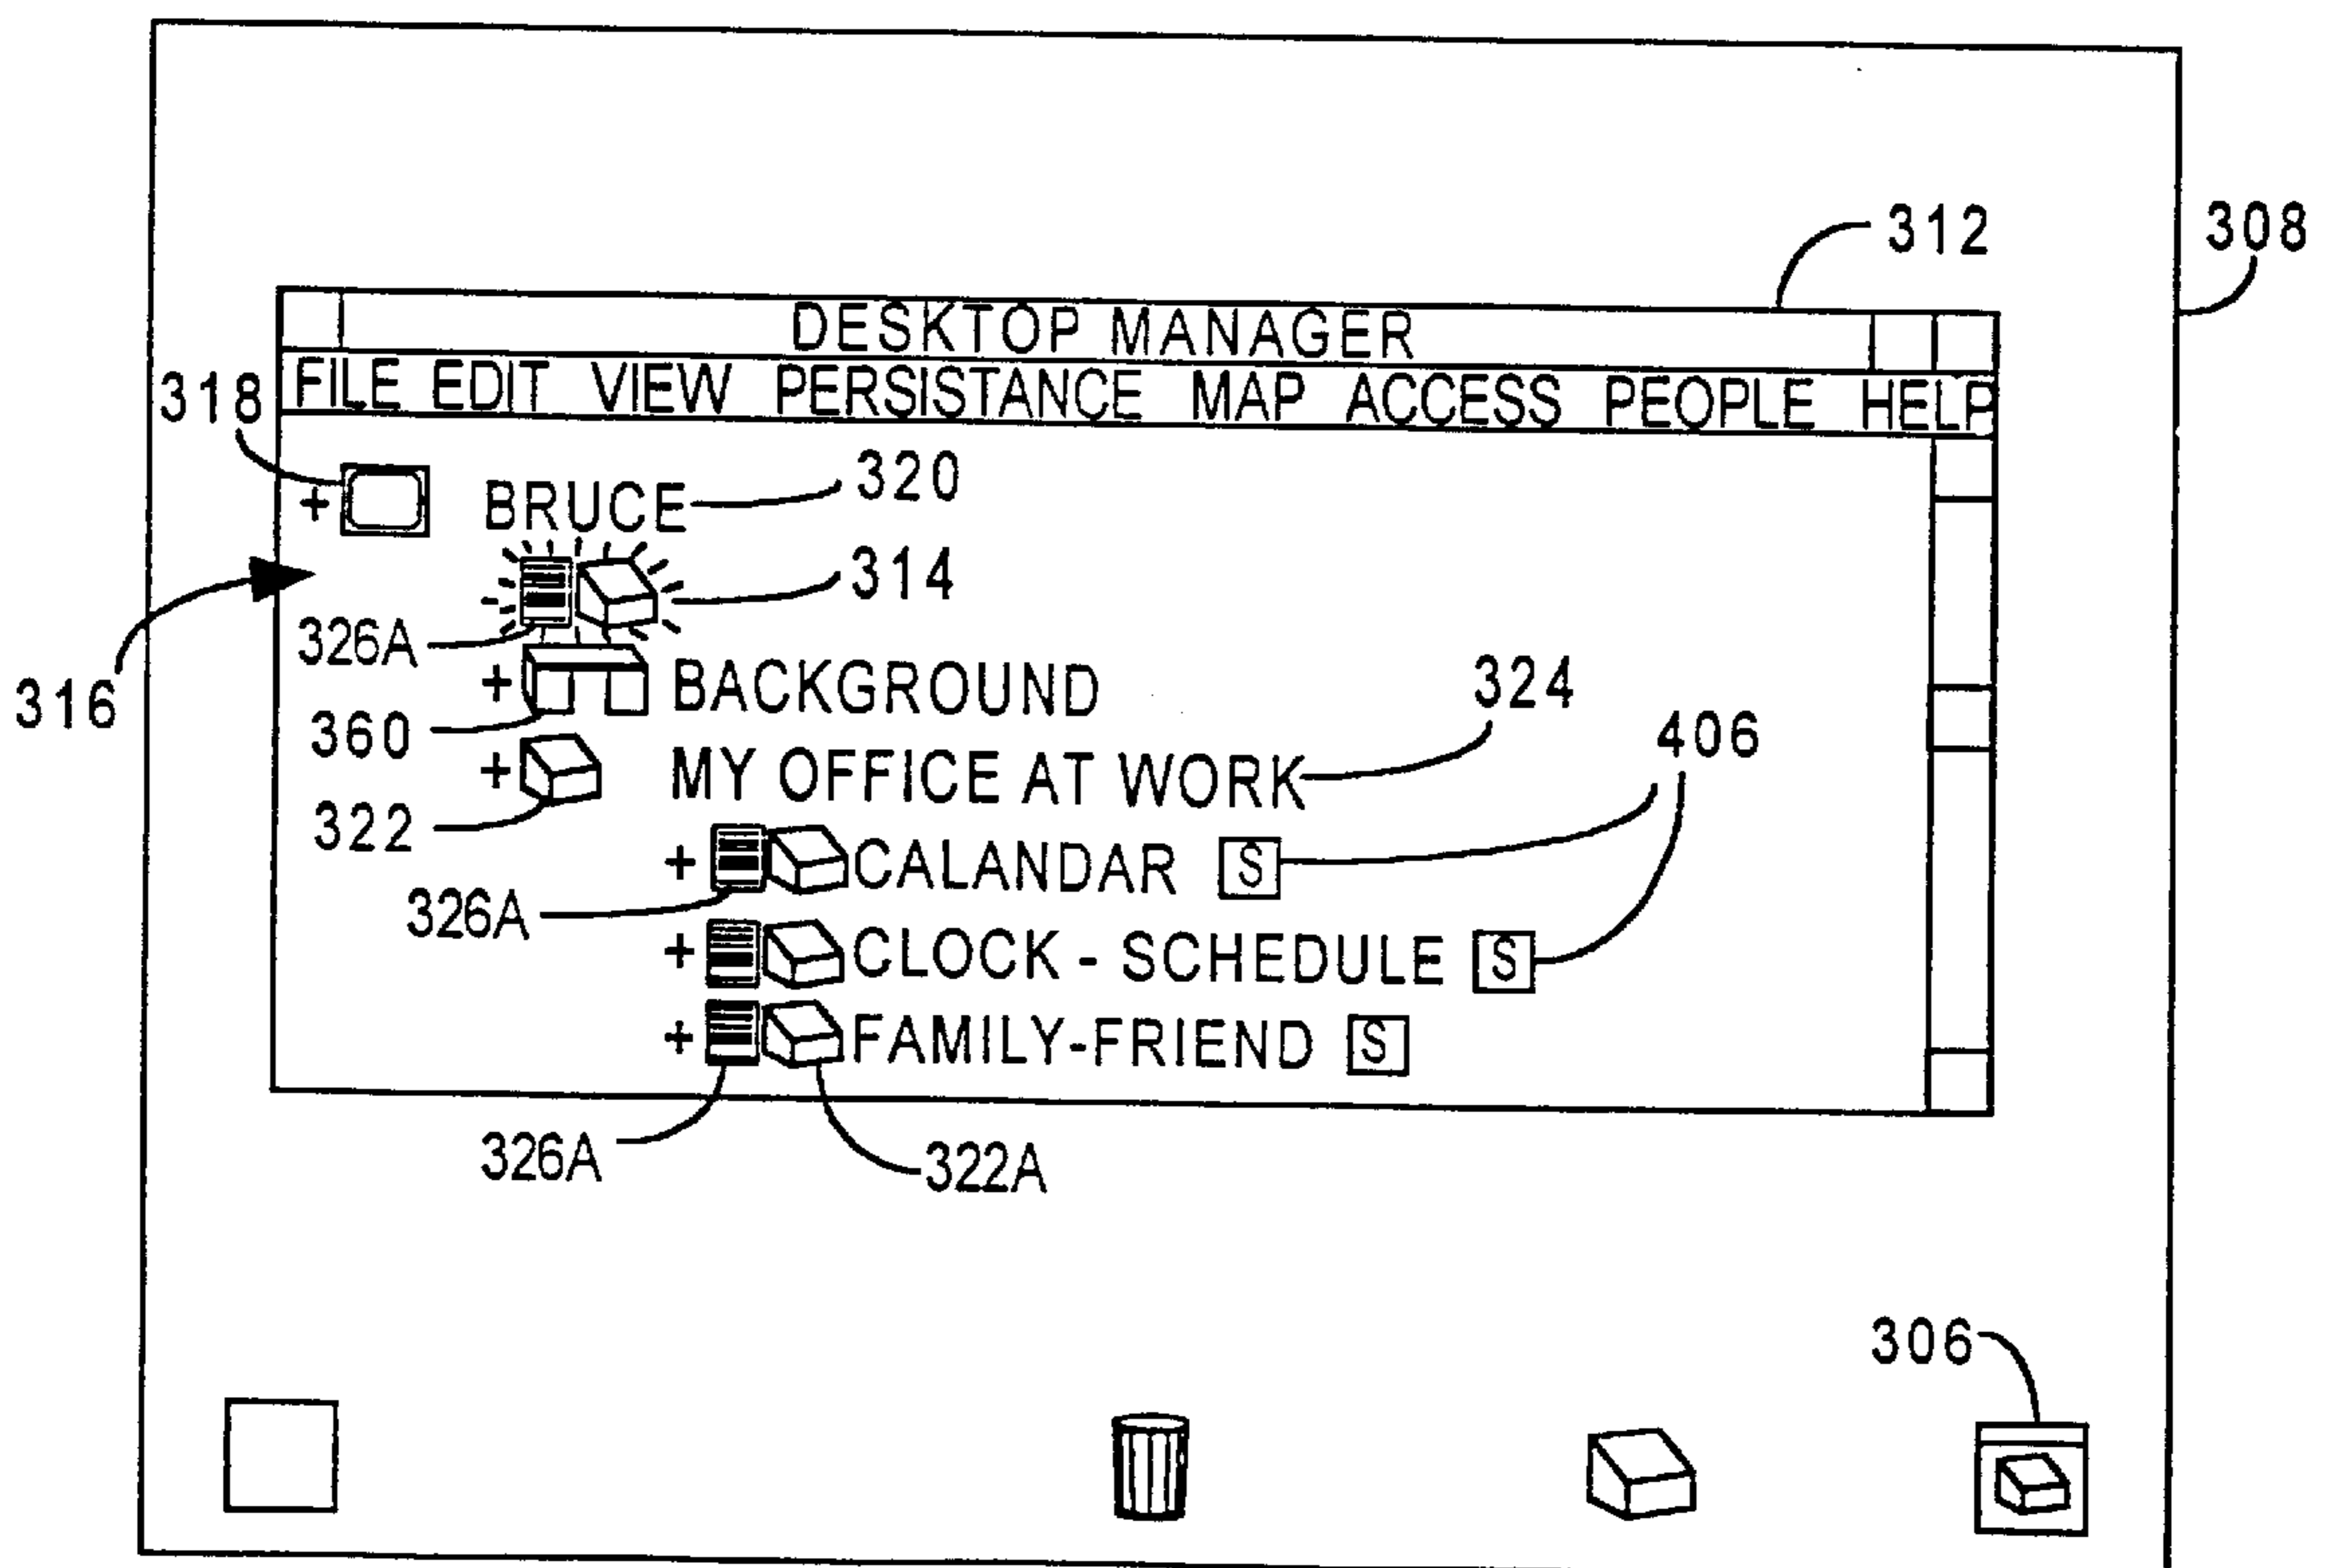 312
308
DESKTOP MANAGER
FILE EDIT VIEW PERSISTANCE MAP ACCESS PEOPLE HELP
318
+ BRUCE 320
314
326A
316
+ BACKGROUND
324
360
406
+ MY OFFICE AT WORK
322
+ CALANDAR S
326A
+ CLOCK - SCHEDULE S
+ FAMILY-FRIEND S
326A
322A
306